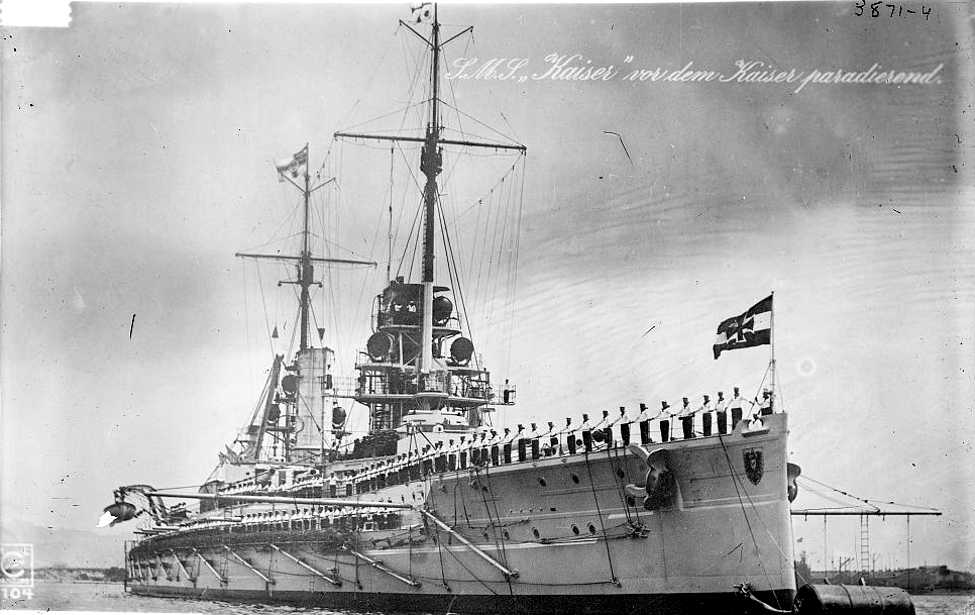 3871-4
S.M.S. „Kaiser” vor dem Kaiser paradierend.
104